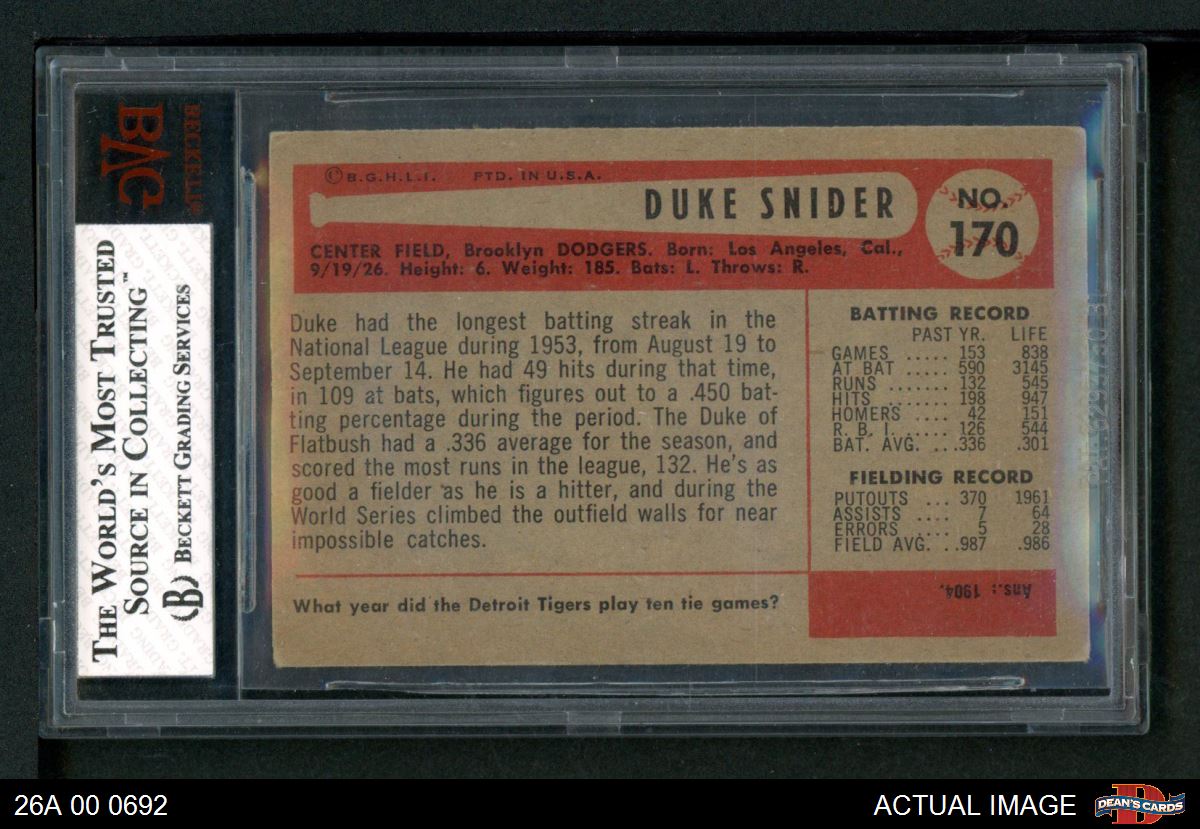 BECKETT
BVG
THE WORLD'S MOST TRUSTED
SOURCE IN COLLECTING™
BECKETT GRADING SERVICES
©B.G.H.L.I. PTD. IN U.S.A.
DUKE SNIDER
NO.
170
CENTER FIELD, Brooklyn DODGERS. Born: Los Angeles, Cal.,
9/19/26. Height: 6. Weight: 185. Bats: L. Throws: R.
Duke had the longest batting streak in the
National League during 1953, from August 19 to
September 14. He had 49 hits during that time,
in 109 at bats, which figures out to a .450 bat-
ting percentage during the period. The Duke of
Flatbush had a .336 average for the season, and
scored the most runs in the league, 132. He's as
good a fielder as he is a hitter, and during the
World Series climbed the outfield walls for near
impossible catches.
BATTING RECORD
PAST YR. LIFE
GAMES ..... 153 838
AT BAT ..... 590 3145
RUNS ....... 132 545
HITS ....... 198 947
HOMERS .... 42 151
R. B. I. ..... 126 544
BAT. AVG. ...336 .301
FIELDING RECORD
PUTOUTS ... 370 1961
ASSISTS .... 7 64
ERRORS .... 5 28
FIELD AVG. ..987 .986
What year did the Detroit Tigers play ten tie games?
Ans.: 1904.
26A 00 0692
ACTUAL IMAGE
DEAN'S CARDS